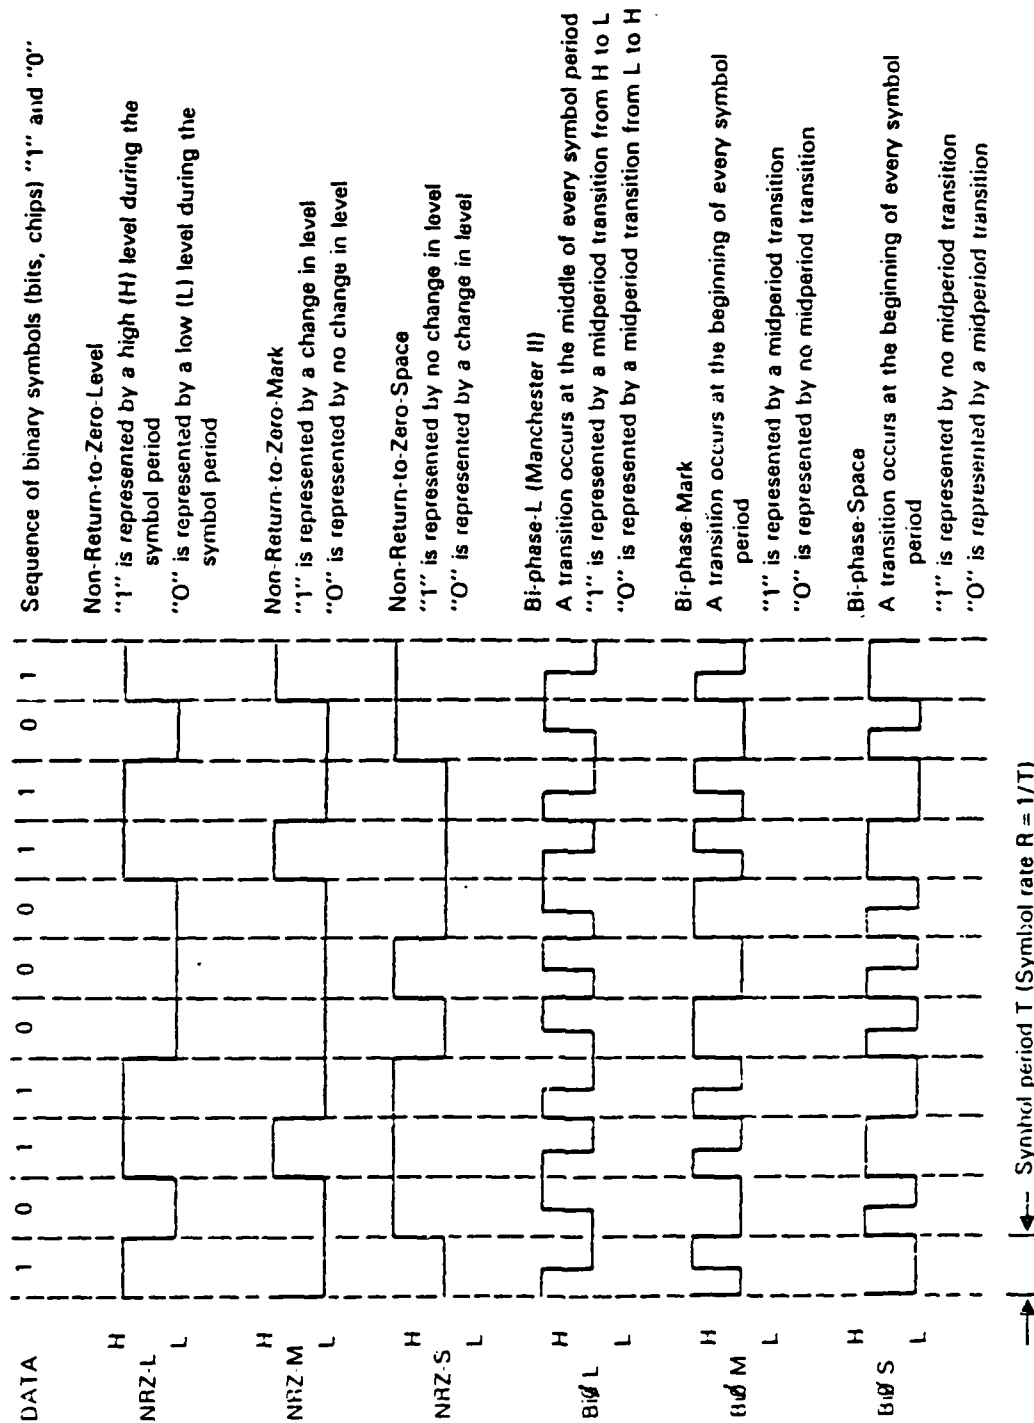 DATA
1 0 1 1 0 0 0 1 1 0 1
Sequence of binary symbols (bits, chips) "1" and "0"
NRZ-L
H
L
Non-Return-to-Zero-Level
"1" is represented by a high (H) level during the
symbol period
"O" is represented by a low (L) level during the
symbol period
NRZ-M
H
L
Non-Return-to-Zero-Mark
"1" is represented by a change in level
"O" is represented by no change in level
NRZ-S
H
L
Non-Return-to-Zero-Space
"1" is represented by no change in level
"O" is represented by a change in level
BiØ L
H
L
Bi-phase-L (Manchester II)
A transition occurs at the middle of every symbol period
"1" is represented by a midperiod transition from H to L
"O" is represented by a midperiod transition from L to H
BiØ M
H
L
Bi-phase-Mark
A transition occurs at the beginning of every symbol
period
"1" is represented by a midperiod transition
"O" is represented by no midperiod transition
BiØ S
H
L
Bi-phase-Space
A transition occurs at the beginning of every symbol
period
"1" is represented by no midperiod transition
"O" is represented by a midperiod transition
Symbol period T (Symbol rate R = 1/T)